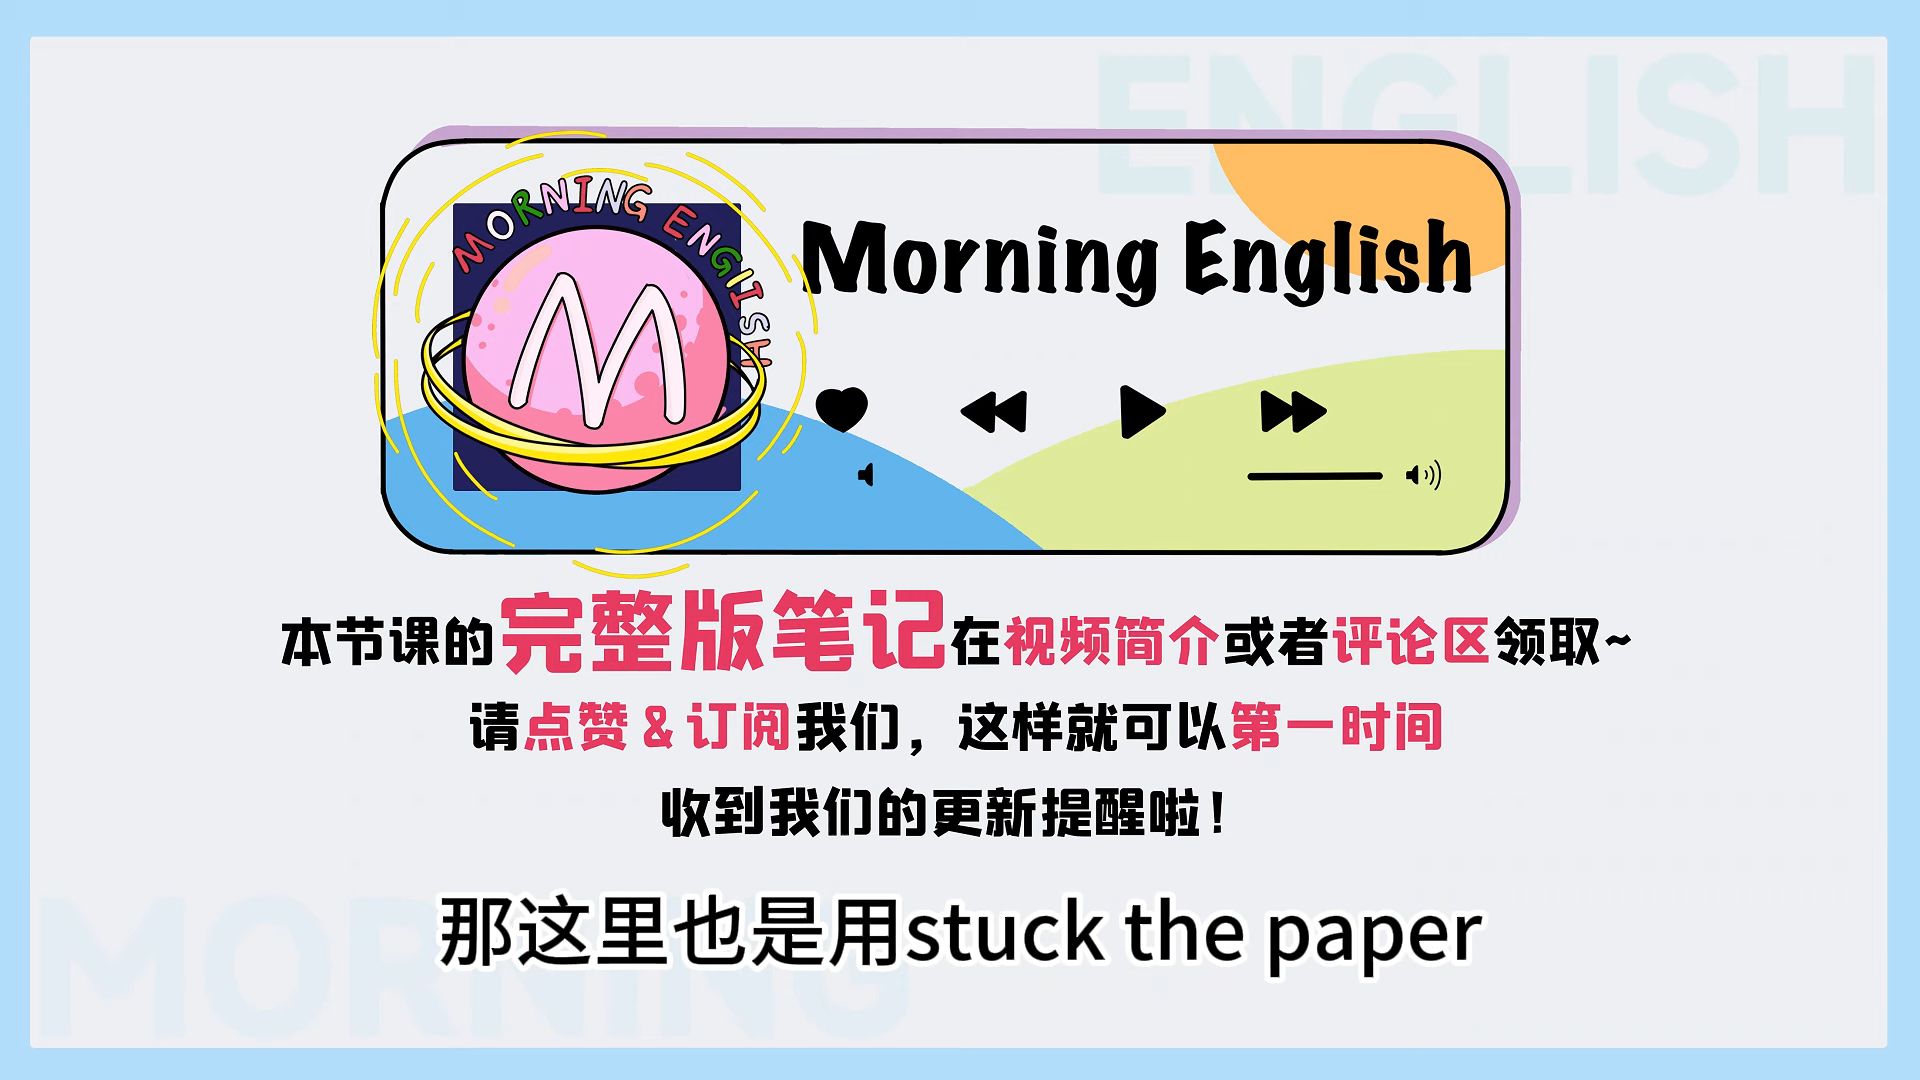 ENGLISH
MORNING ENGLISH
M
Morning English
本节课的完整版笔记在视频简介或者评论区领取~
请点赞&订阅我们，这样就可以第一时间
收到我们的更新提醒啦！
那这里也是用stuck the paper
MORNING